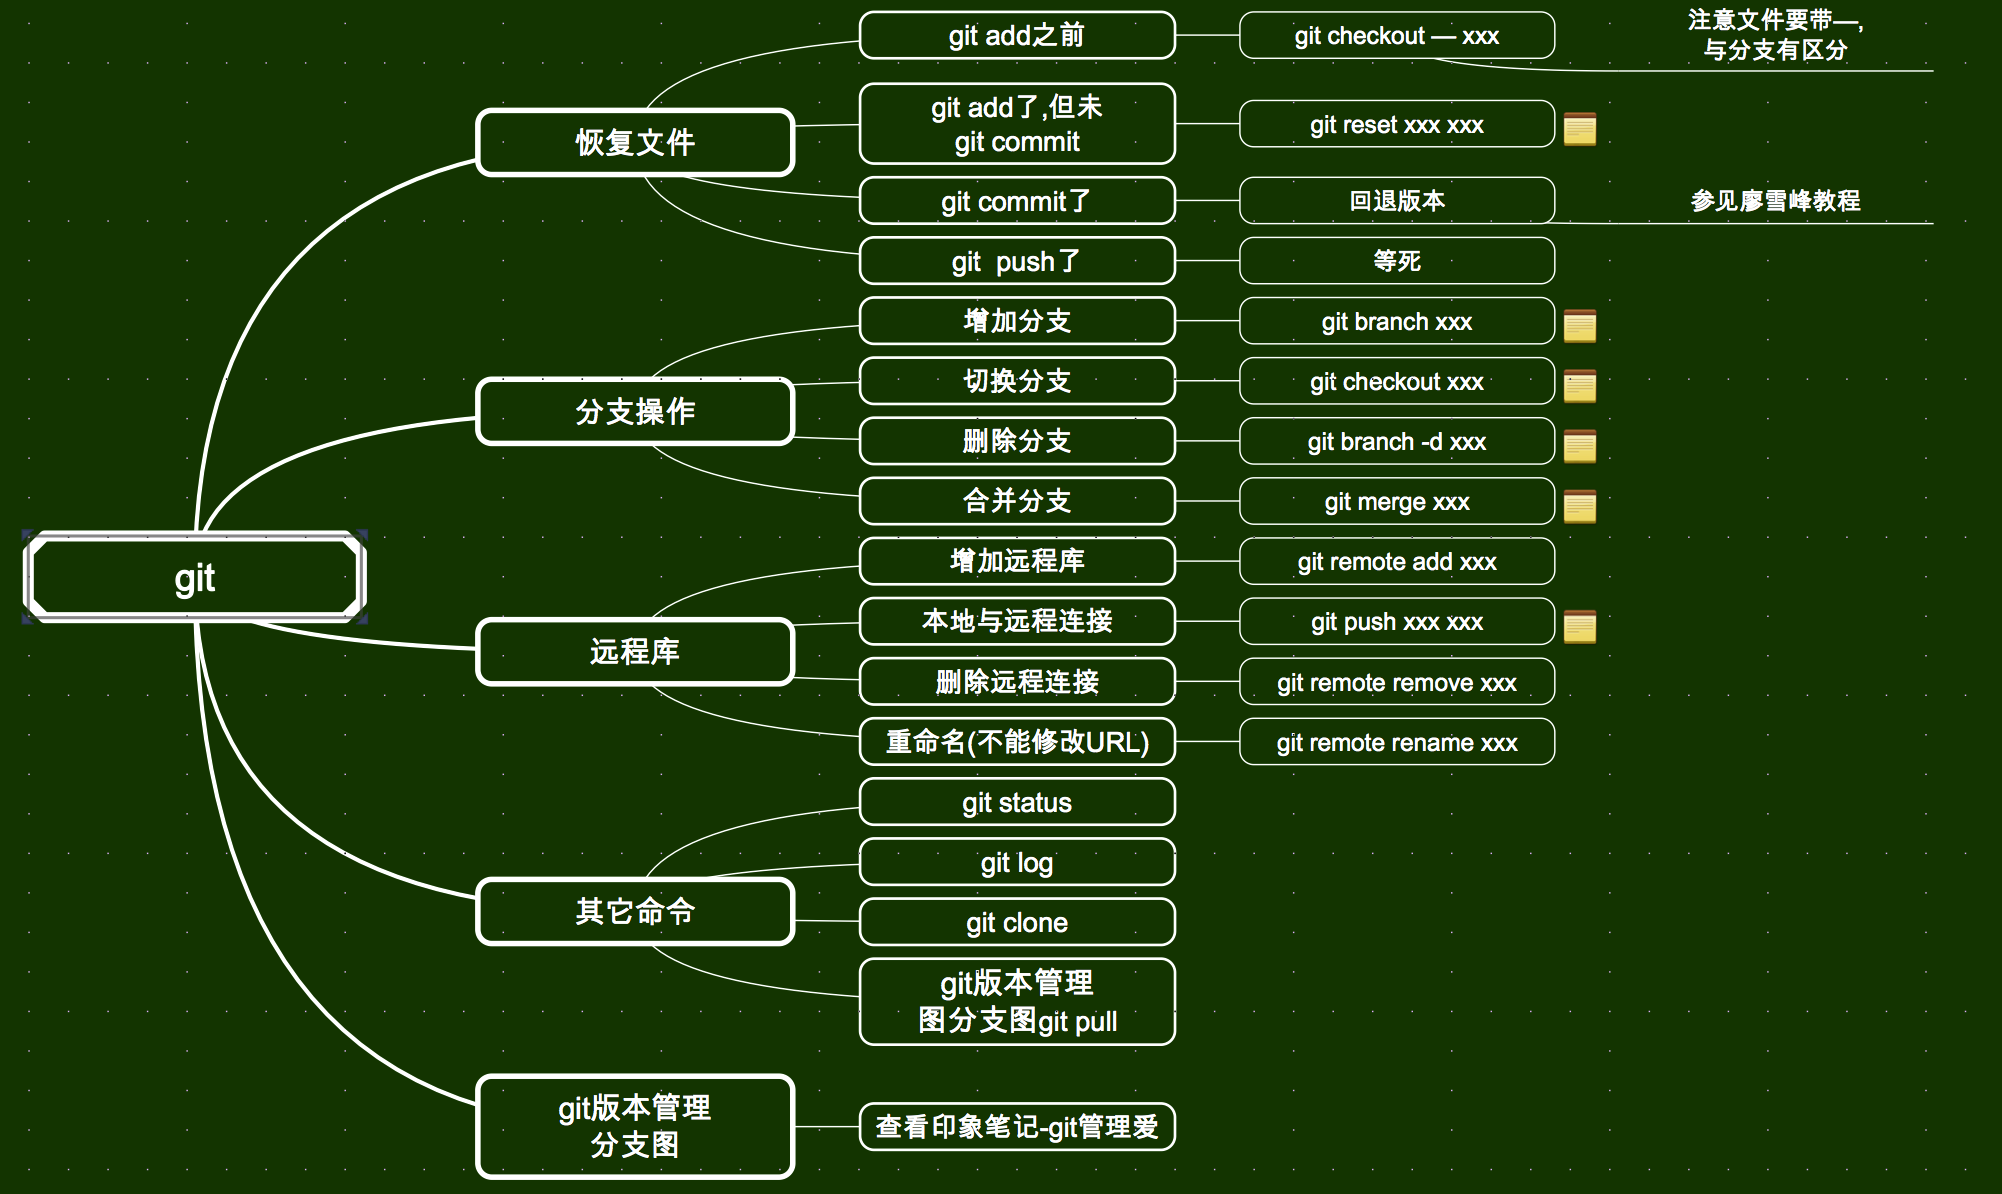 git
恢复文件
git add之前
git checkout — xxx
注意文件要带—,
与分支有区分
git add了,但未
git commit
git reset xxx xxx
git commit了
回退版本
参见廖雪峰教程
git  push了
等死
分支操作
增加分支
git branch xxx
切换分支
git checkout xxx
删除分支
git branch -d xxx
合并分支
git merge xxx
远程库
增加远程库
git remote add xxx
本地与远程连接
git push xxx xxx
删除远程连接
git remote remove xxx
重命名(不能修改URL)
git remote rename xxx
其它命令
git status
git log
git clone
git版本管理
图分支图git pull
git版本管理
分支图
查看印象笔记-git管理爱